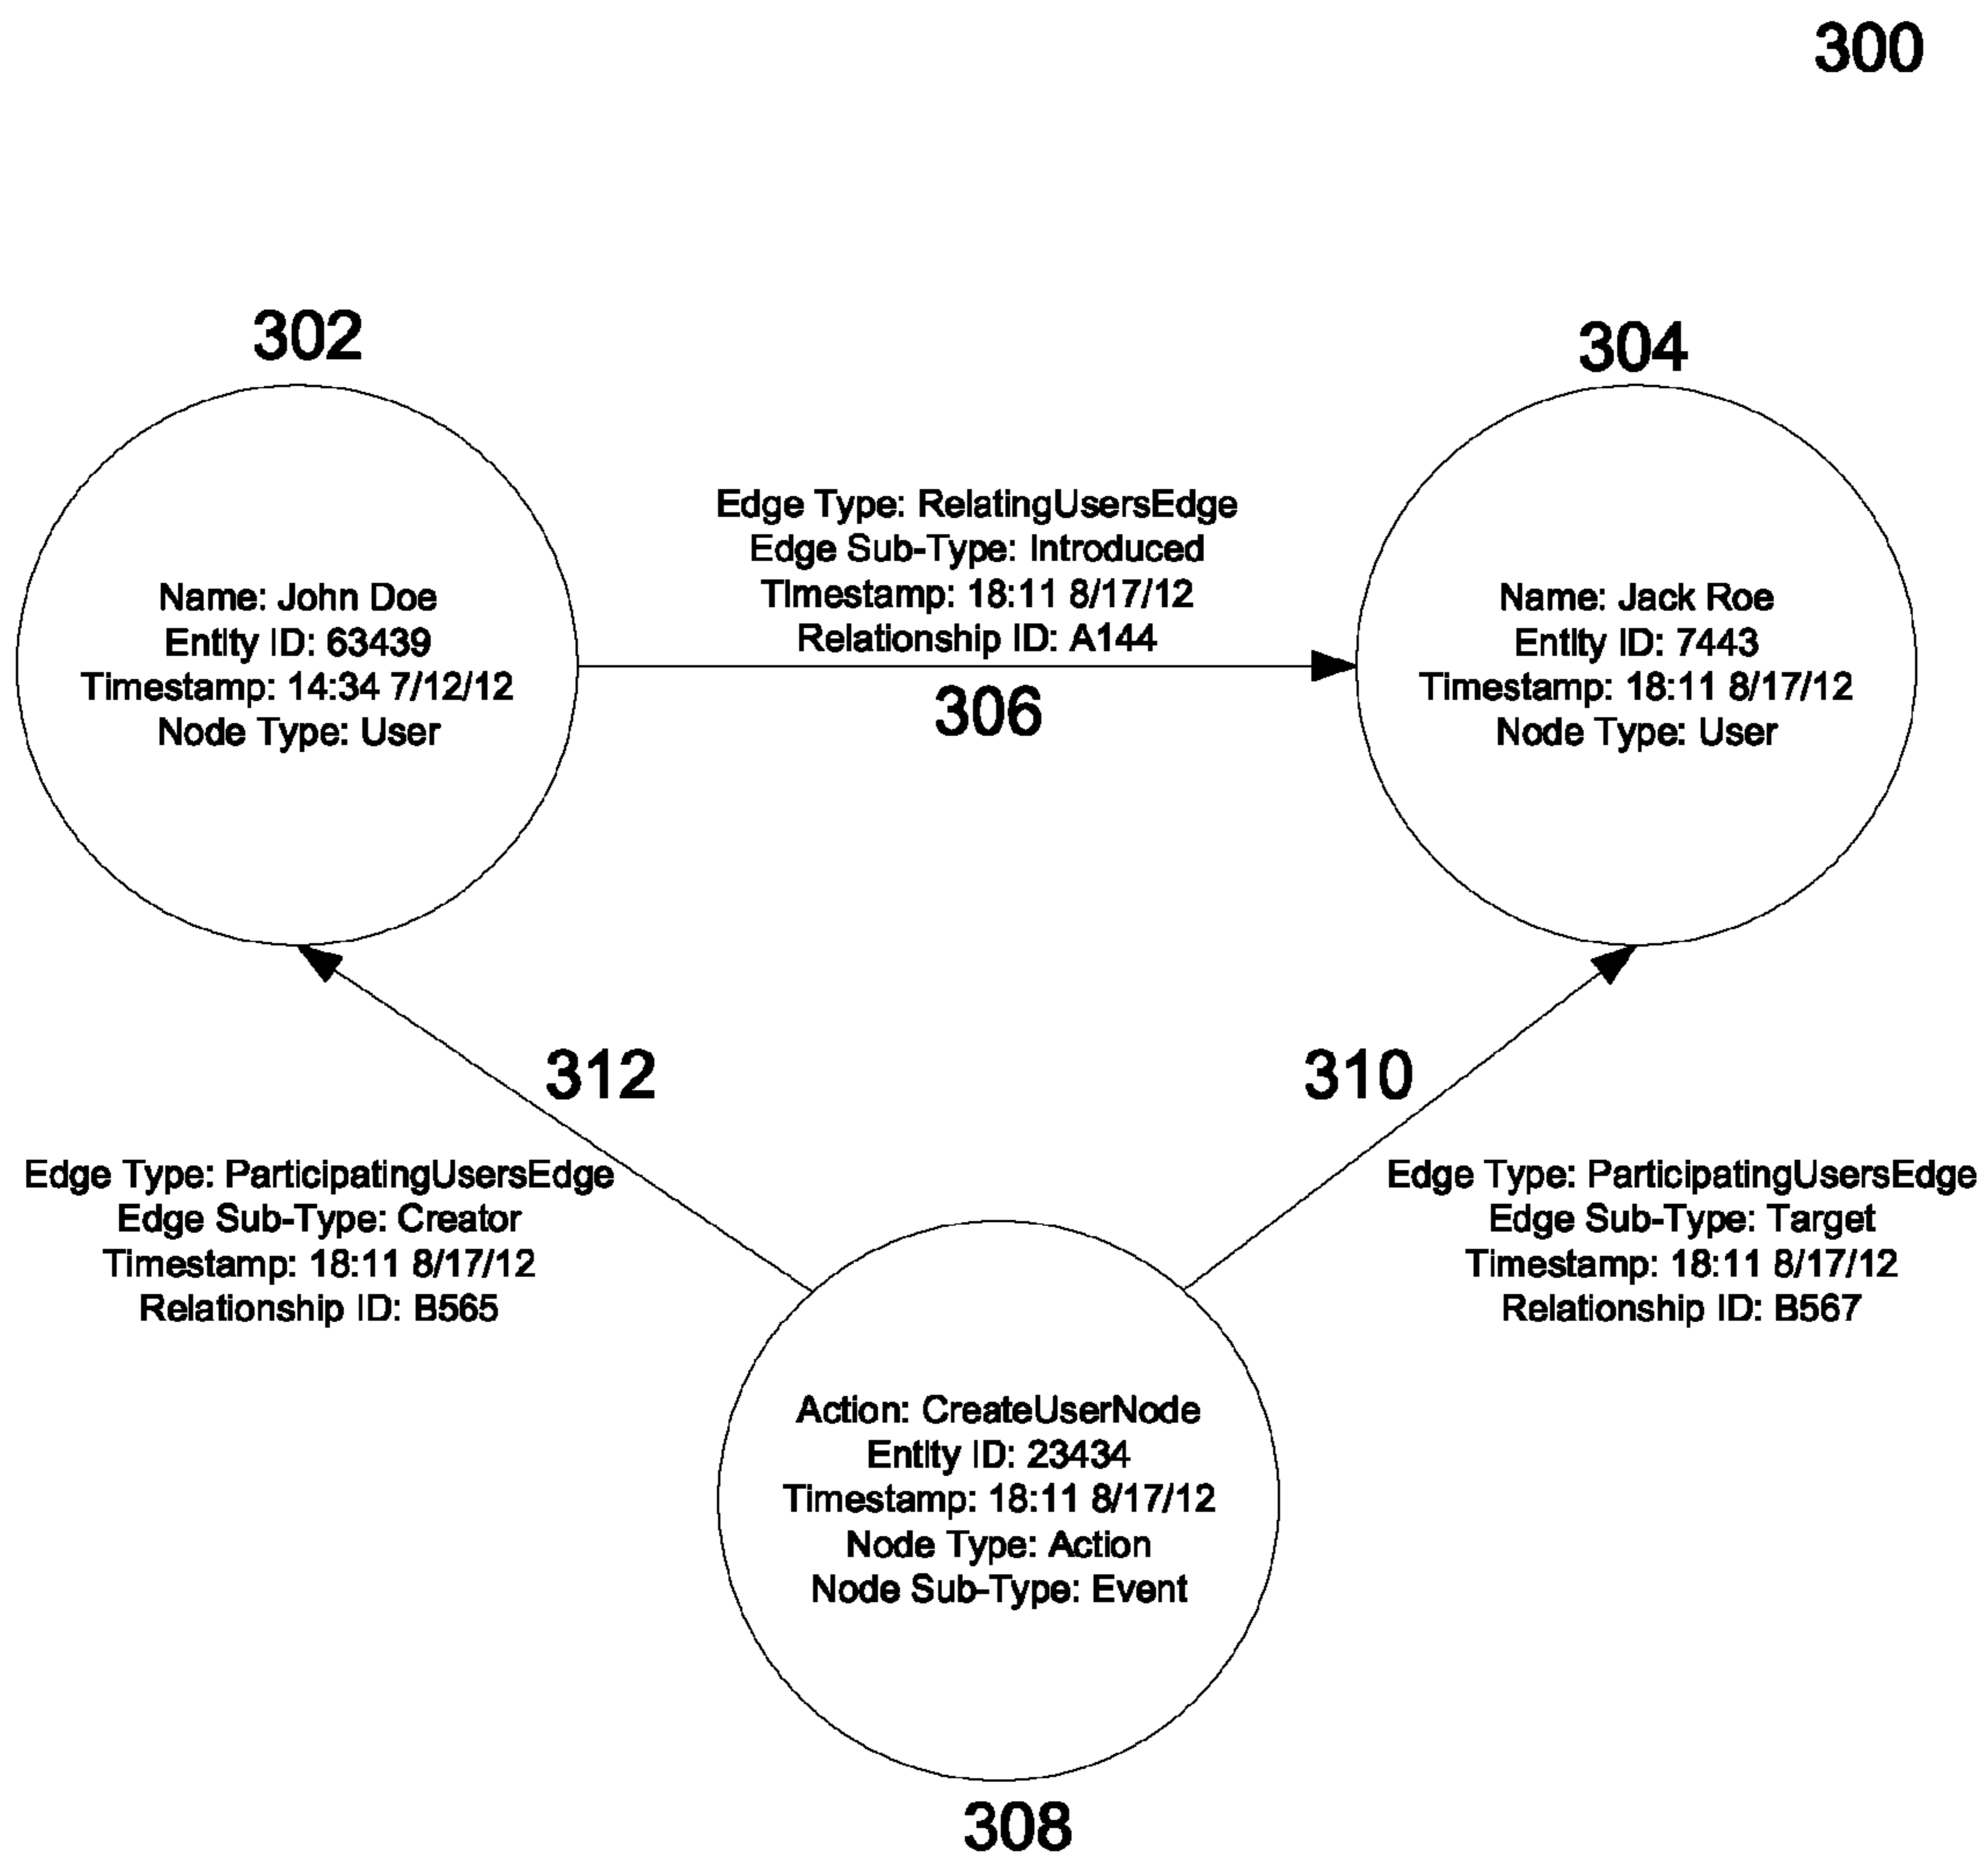 300
302
304
Edge Type: RelatingUsersEdge
Edge Sub-Type: Introduced
Timestamp: 18:11 8/17/12
Relationship ID: A144
306
Name: John Doe
Entity ID: 63439
Timestamp: 14:34 7/12/12
Node Type: User
Name: Jack Roe
Entity ID: 7443
Timestamp: 18:11 8/17/12
Node Type: User
312
310
Edge Type: ParticipatingUsersEdge
Edge Sub-Type: Creator
Timestamp: 18:11 8/17/12
Relationship ID: B565
Edge Type: ParticipatingUsersEdge
Edge Sub-Type: Target
Timestamp: 18:11 8/17/12
Relationship ID: B567
Action: CreateUserNode
Entity ID: 23434
Timestamp: 18:11 8/17/12
Node Type: Action
Node Sub-Type: Event
308